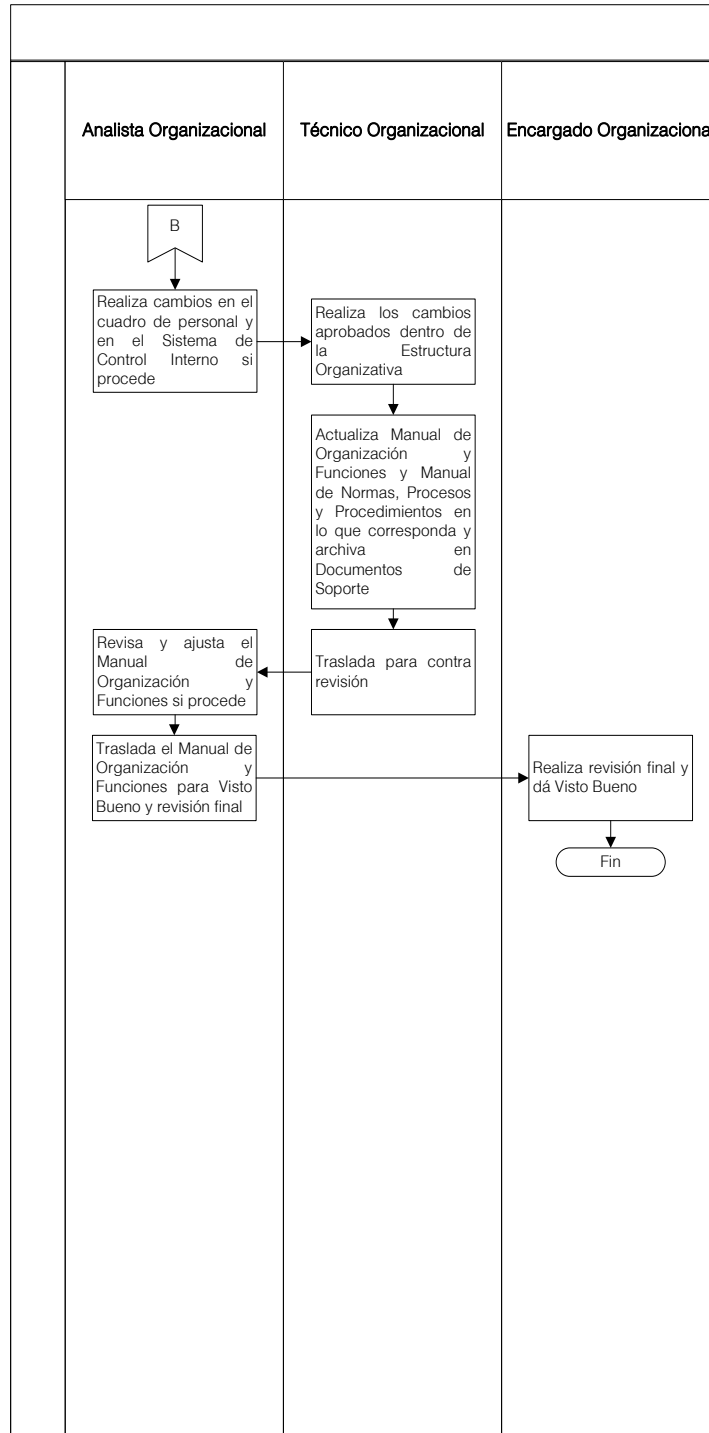 Analista Organizacional
Técnico Organizacional
Encargado Organizaciona
B
Realiza cambios en el
cuadro de personal y
en el Sistema de
Control Interno si
procede
Realiza los cambios
aprobados dentro de
la Estructura
Organizativa
Actualiza Manual de
Organización y
Funciones y Manual
de Normas, Procesos
y Procedimientos en
lo que corresponda y
archiva en
Documentos de
Soporte
Traslada para contra
revisión
Revisa y ajusta el
Manual de
Organización y
Funciones si procede
Traslada el Manual de
Organización y
Funciones para Visto
Bueno y revisión final
Realiza revisión final y
dá Visto Bueno
Fin